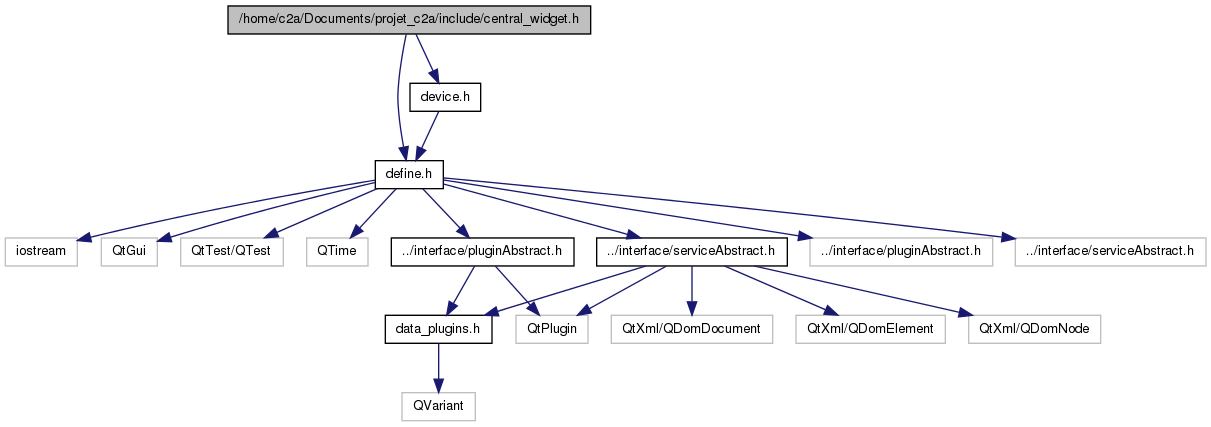 /home/c2a/Documents/projet_c2a/include/central_widget.h
device.h
define.h
iostream
QtGui
QtTest/QTest
QTime
../interface/pluginAbstract.h
../interface/serviceAbstract.h
../interface/pluginAbstract.h
../interface/serviceAbstract.h
data_plugins.h
QtPlugin
QtXml/QDomDocument
QtXml/QDomElement
QtXml/QDomNode
QVariant